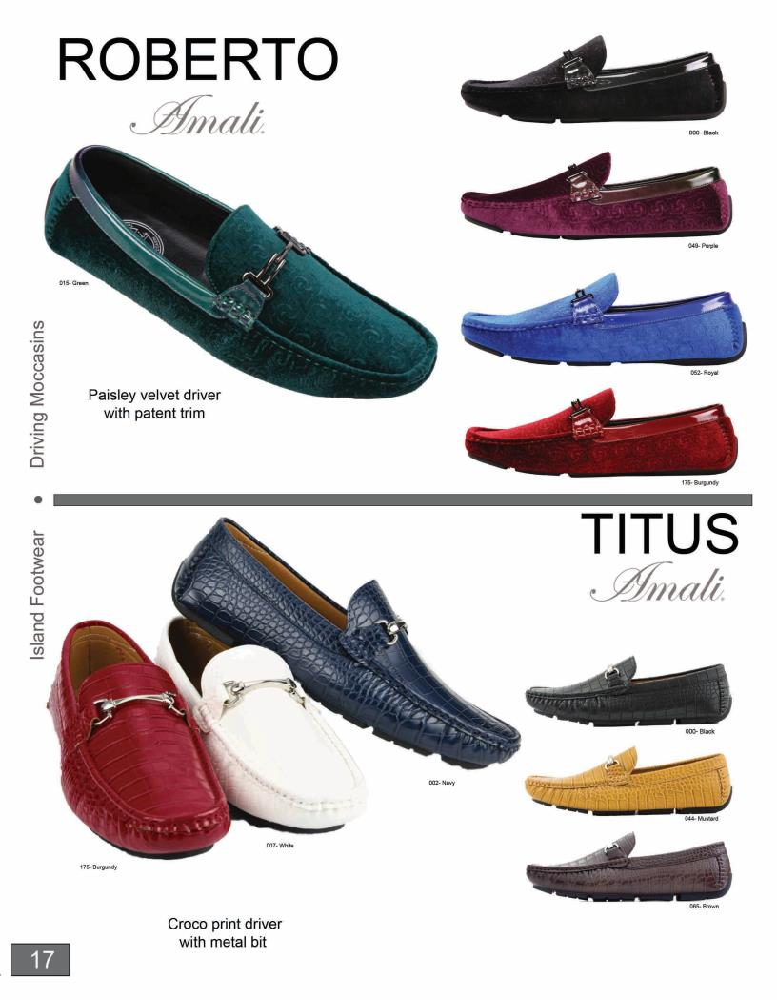 ROBERTO
Amali®
000- Black
049- Purple
015- Green
052- Royal
Paisley velvet driver
with patent trim
175- Burgundy
Driving Moccasins
Island Footwear
TITUS
Amali®
000- Black
002- Navy
044- Mustard
007- White
175- Burgundy
065- Brown
Croco print driver
with metal bit
17